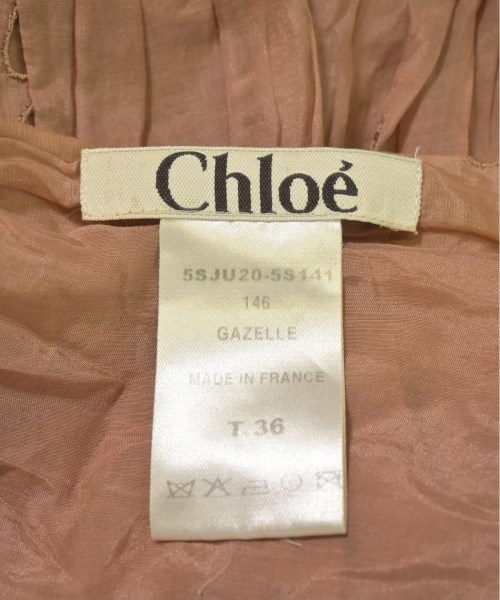 Chloé
5SJU20-5S141
146
GAZELLE
MADE IN FRANCE
T.36